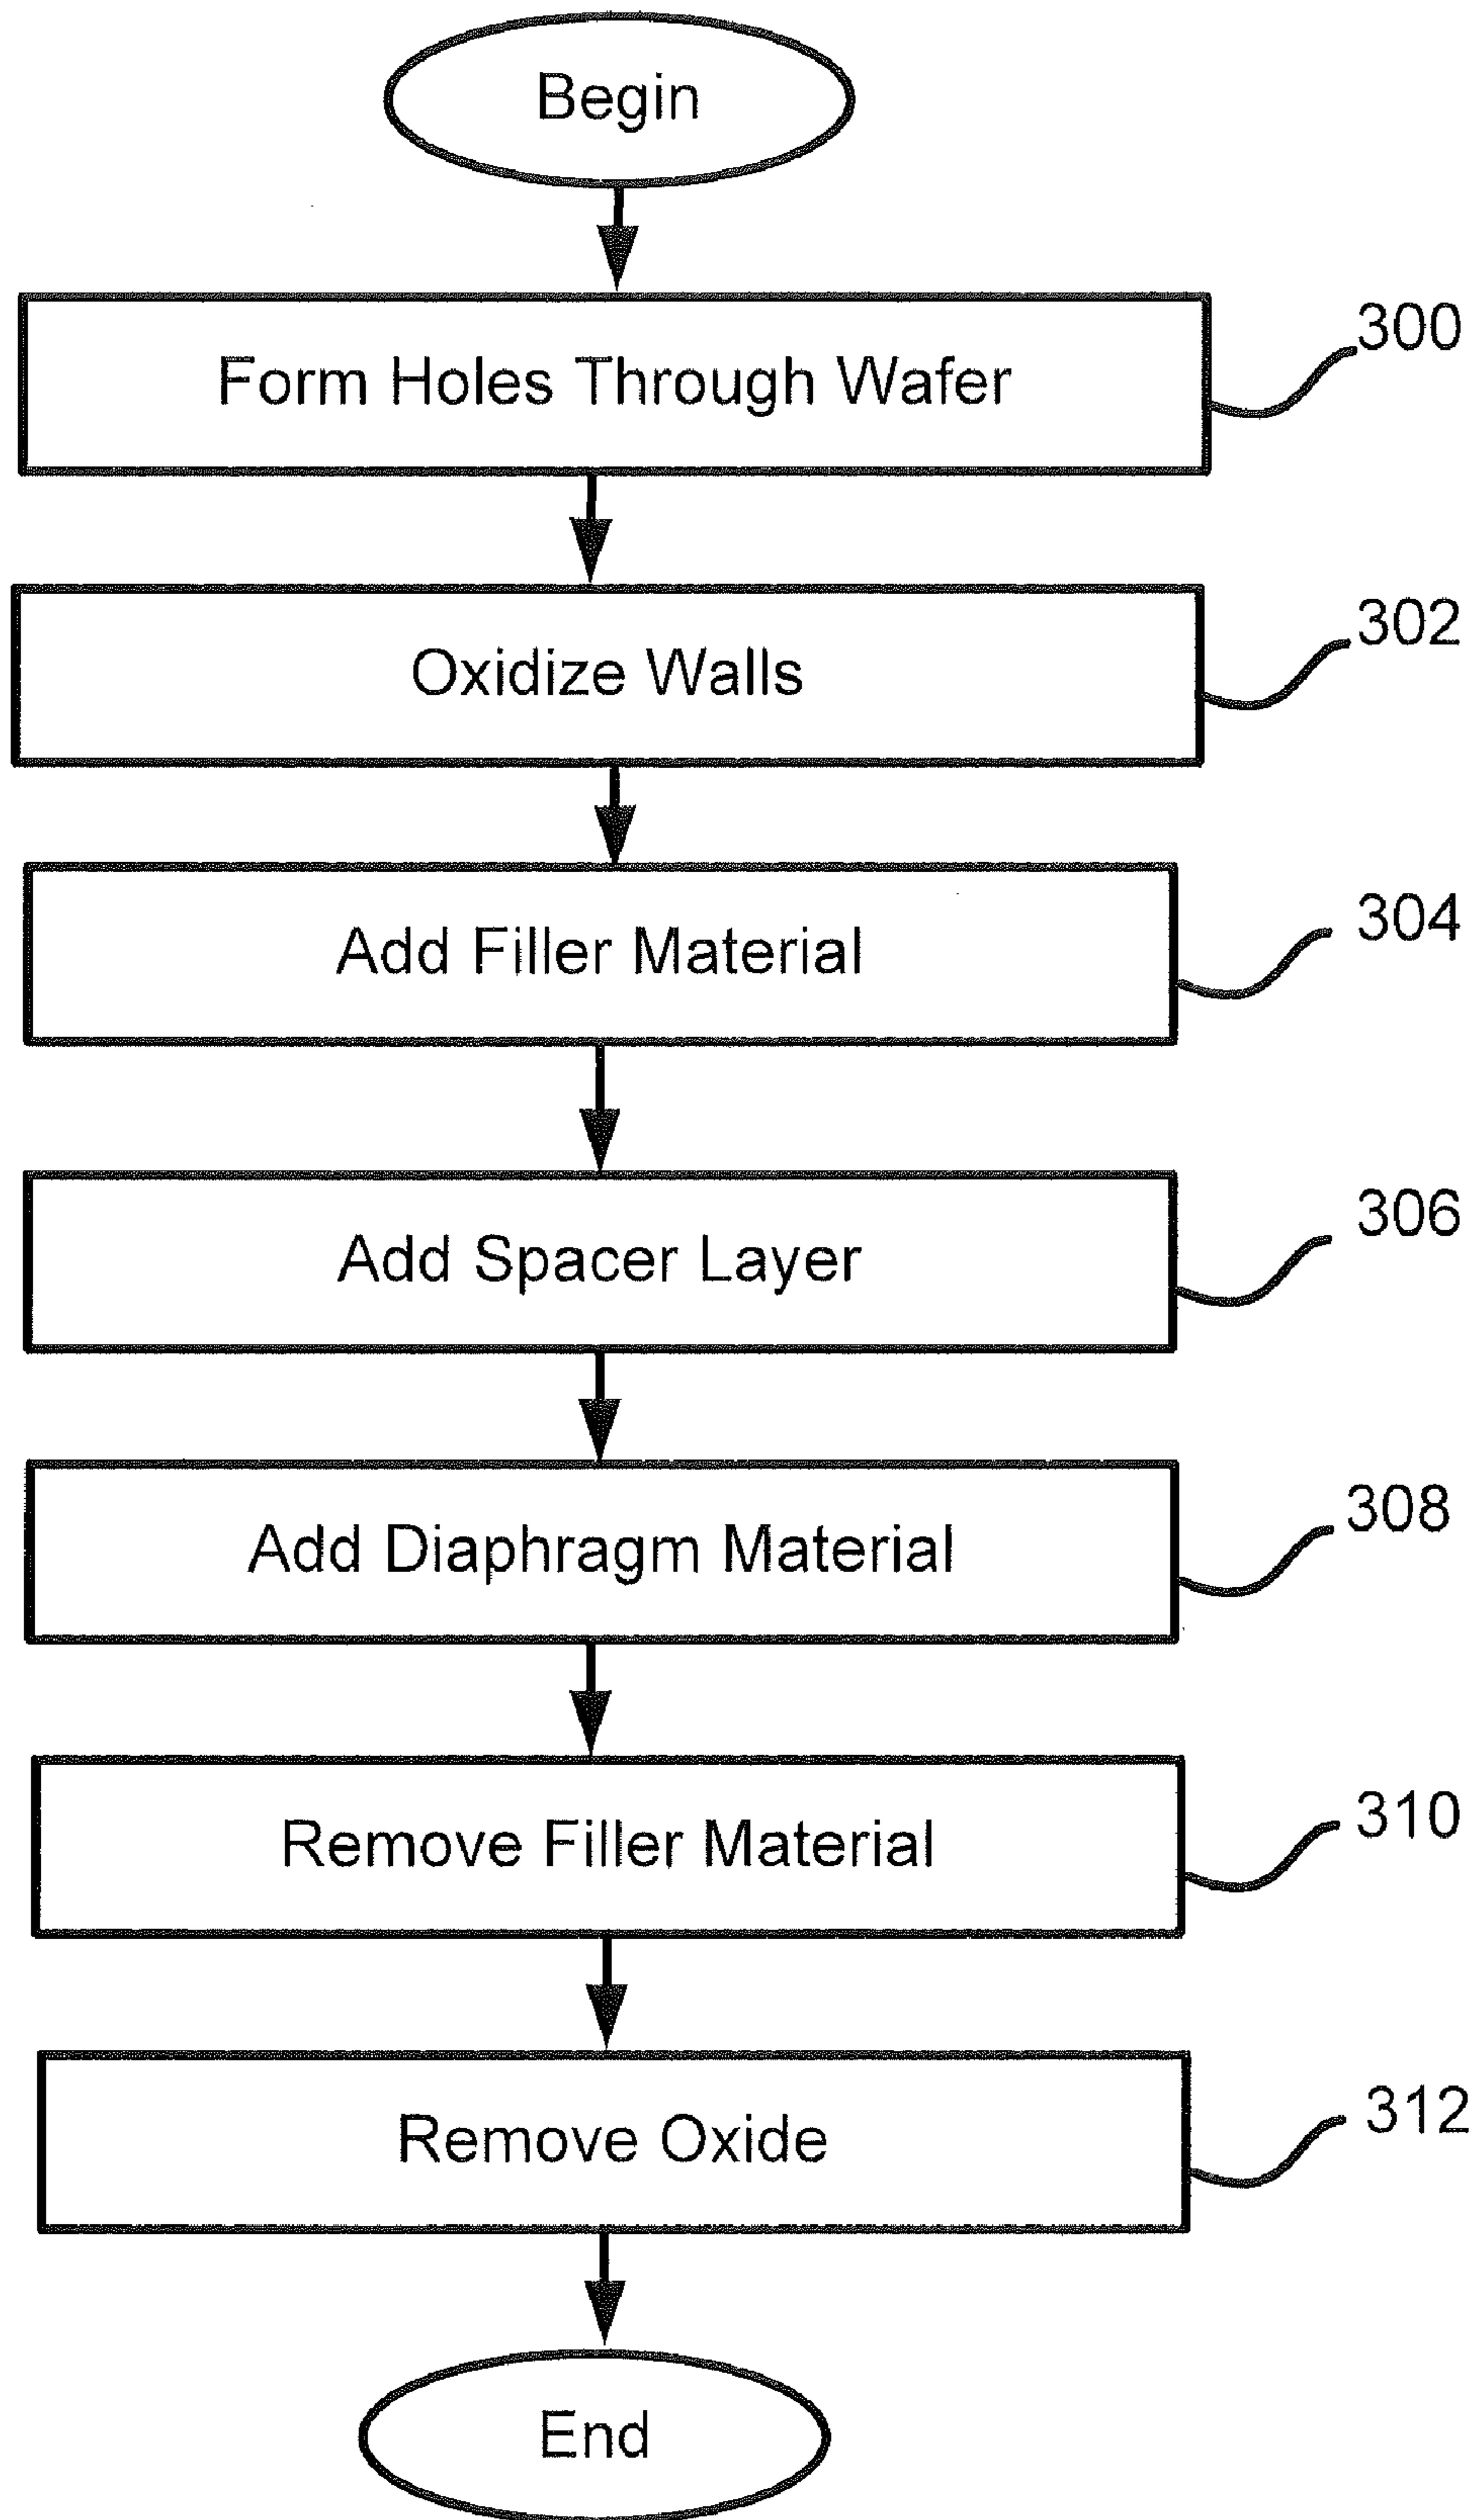 Begin
Form Holes Through Wafer
300
Oxidize Walls
302
Add Filler Material
304
Add Spacer Layer
306
Add Diaphragm Material
308
Remove Filler Material
310
Remove Oxide
312
End